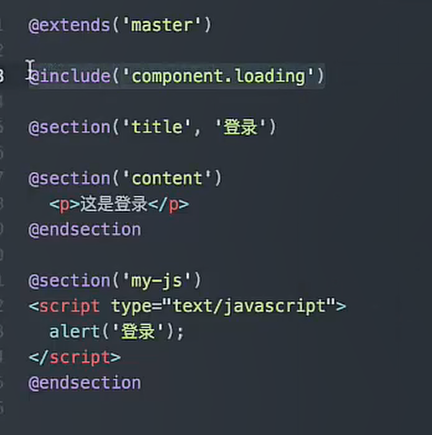 @extends('master')
@include('component.loading')
@section('title', '登录')
@section('content')
<p>这是登录</p>
@endsection
@section('my-js')
<script type="text/javascript">
alert('登录');
</script>
@endsection